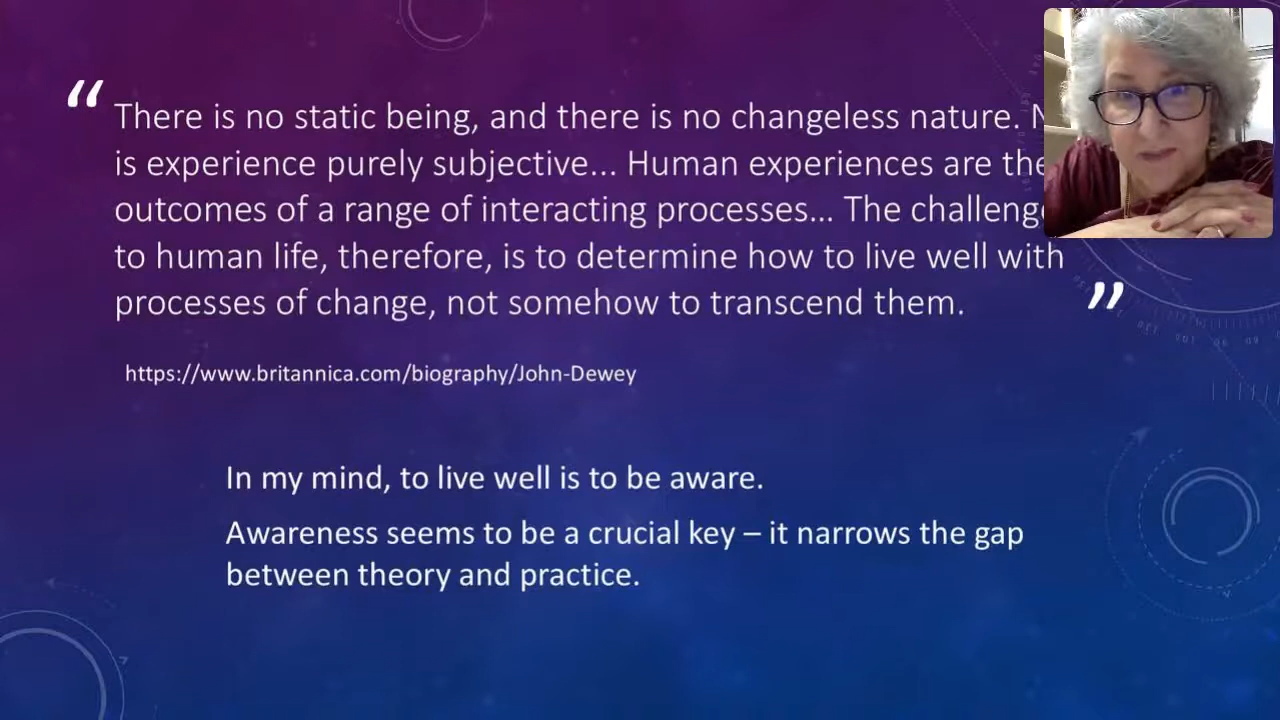 “ There is no static being, and there is no changeless nature.
is experience purely subjective... Human experiences are the
outcomes of a range of interacting processes... The challenge
to human life, therefore, is to determine how to live well with
processes of change, not somehow to transcend them. ”
https://www.britannica.com/biography/John-Dewey
In my mind, to live well is to be aware.
Awareness seems to be a crucial key – it narrows the gap
between theory and practice.